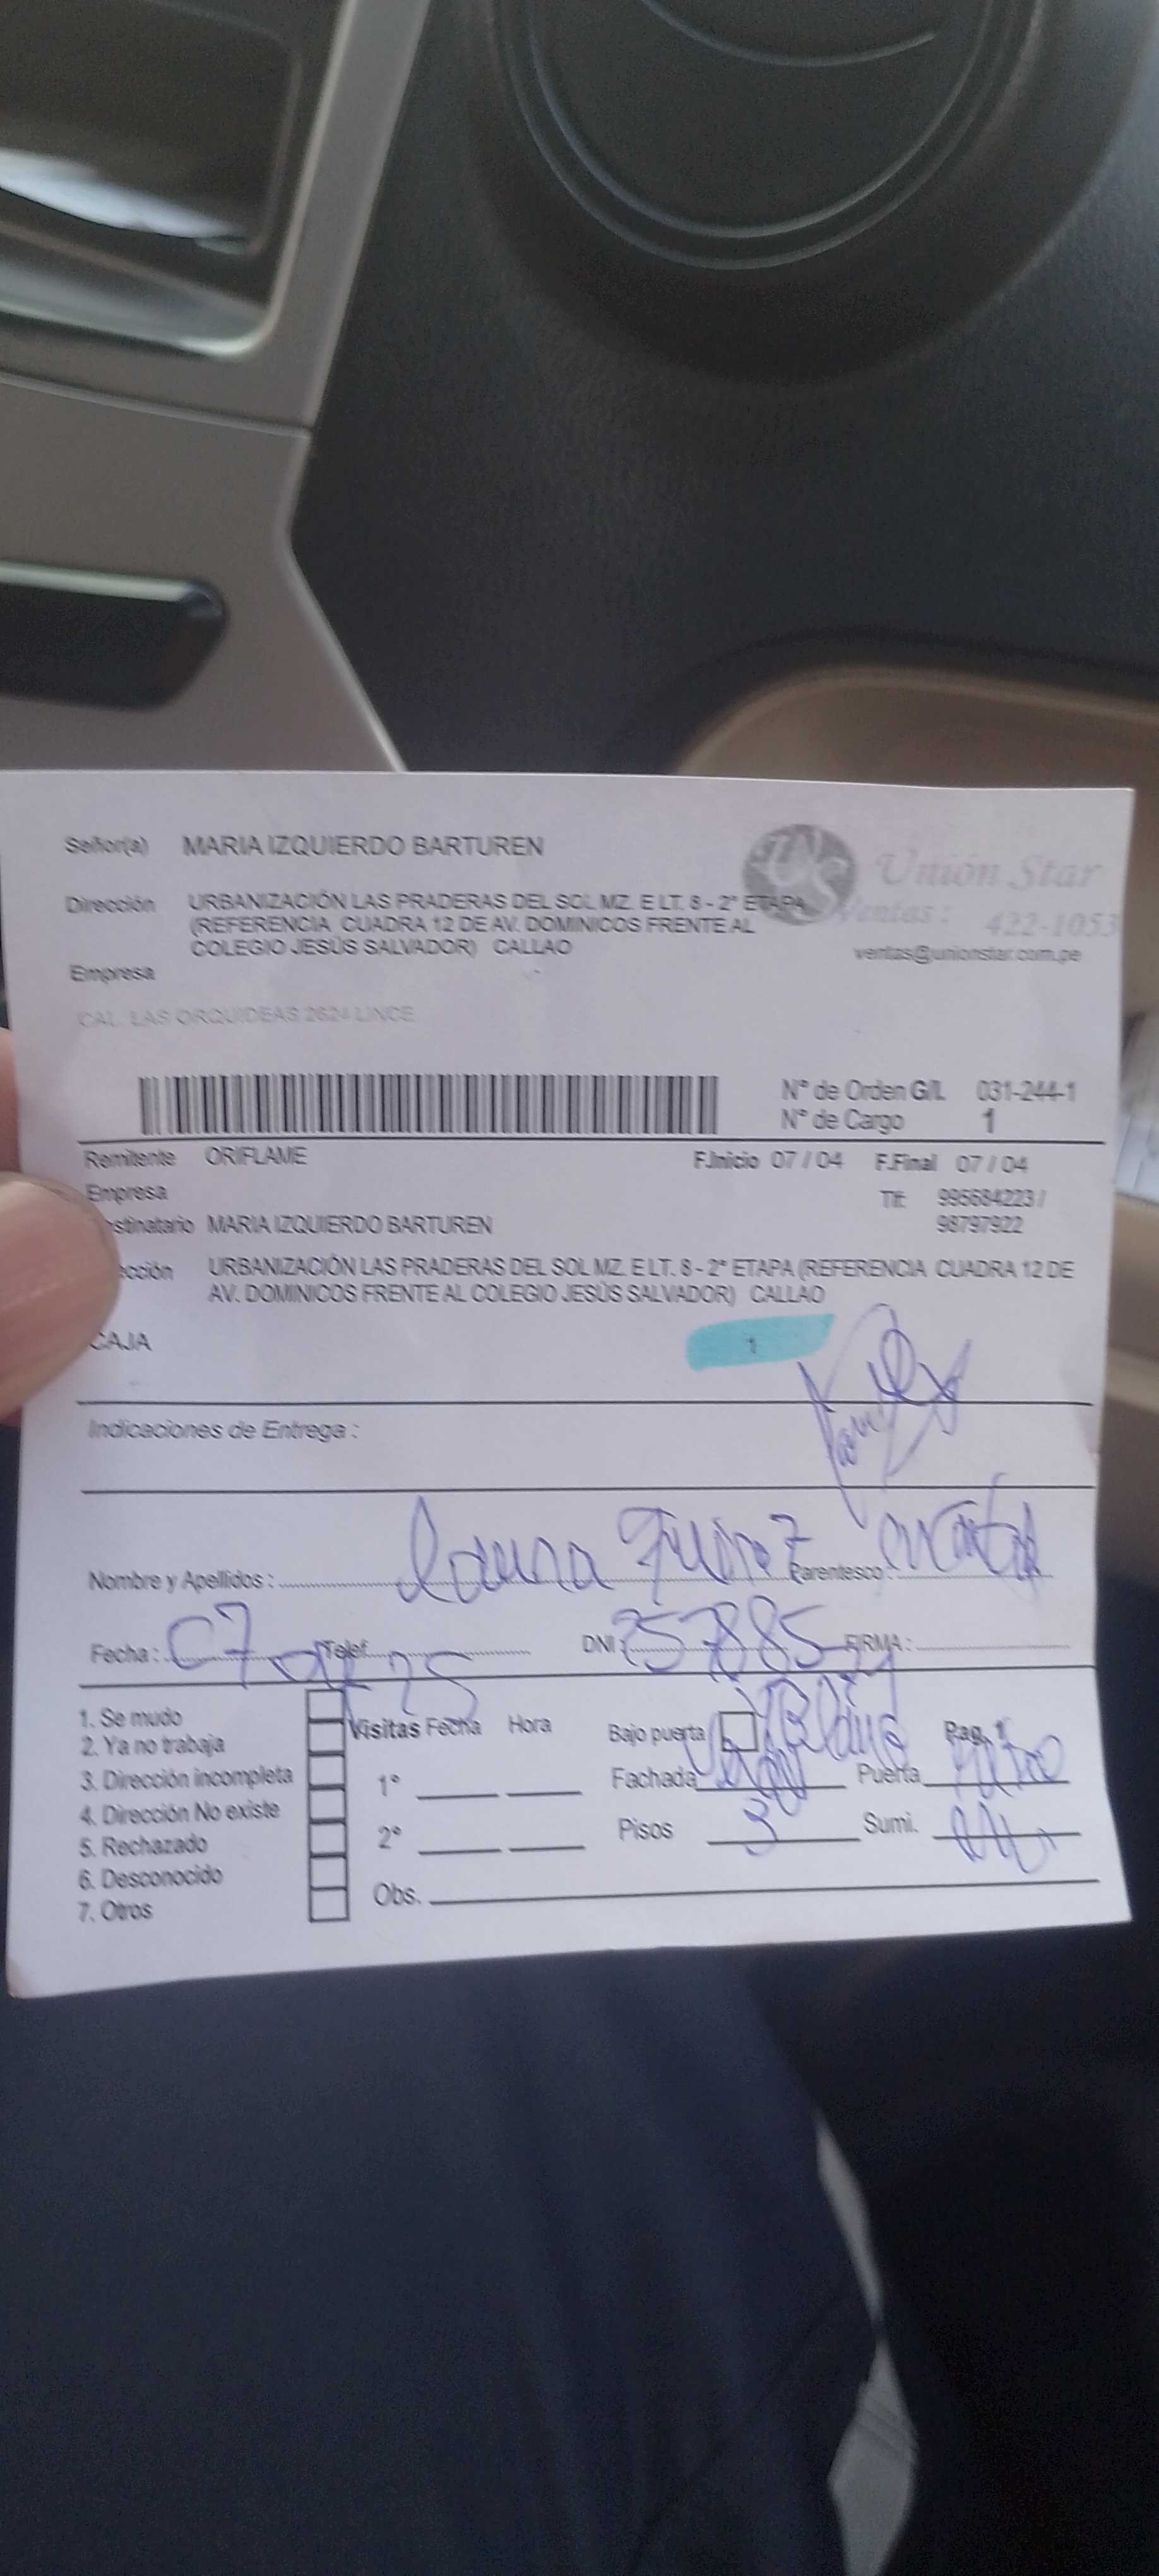 Señor(a) MARIA IZQUIERDO BARTUREN
Unión Star
Dirección URBANIZACIÓN LAS PRADERAS DEL SOL MZ. E LT. 8 - 2° ETAPA
Ventas : 422-1053
(REFERENCIA CUADRA 12 DE AV. DOMINICOS FRENTE AL
COLEGIO JESÚS SALVADOR) CALLAO
ventas@unionstar.com.pe
Empresa
CAL. LAS ORQUIDEAS 2624 LINCE
N° de Orden G/L 031-244-1
N° de Cargo 1
Remitente ORIFLAME F.Inicio 07 / 04 F.Final 07 / 04
Empresa Tlf: 996684223 /
stinatario MARIA IZQUIERDO BARTUREN 98797922
ección URBANIZACIÓN LAS PRADERAS DEL SOL MZ. E LT. 8 - 2° ETAPA (REFERENCIA CUADRA 12 DE
AV. DOMINICOS FRENTE AL COLEGIO JESÚS SALVADOR) CALLAO
CAJA 1
Indicaciones de Entrega :
Nombre y Apellidos : Parentesco :
Fecha : 07 Telef. DNI : FIRMA :
1. Se mudo
2. Ya no trabaja
3. Dirección incompleta
4. Dirección No existe
5. Rechazado
6. Desconocido
7. Otros
Visitas Fecha Hora
1°
2°
Obs.
Bajo puerta Pag. 1
Fachada Puerta
Pisos 3 Sumi.